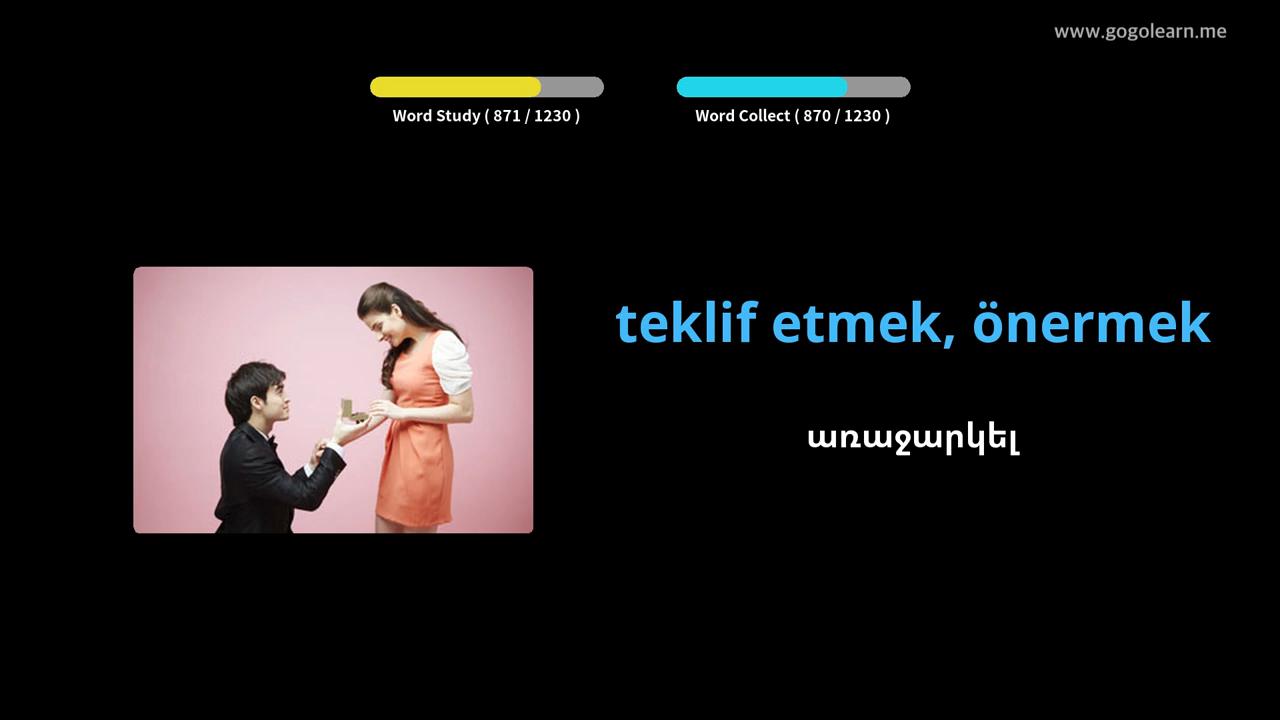 www.gogolearn.me
Word Study ( 871 / 1230 )
Word Collect ( 870 / 1230 )
teklif etmek, önermek
առաջարկել